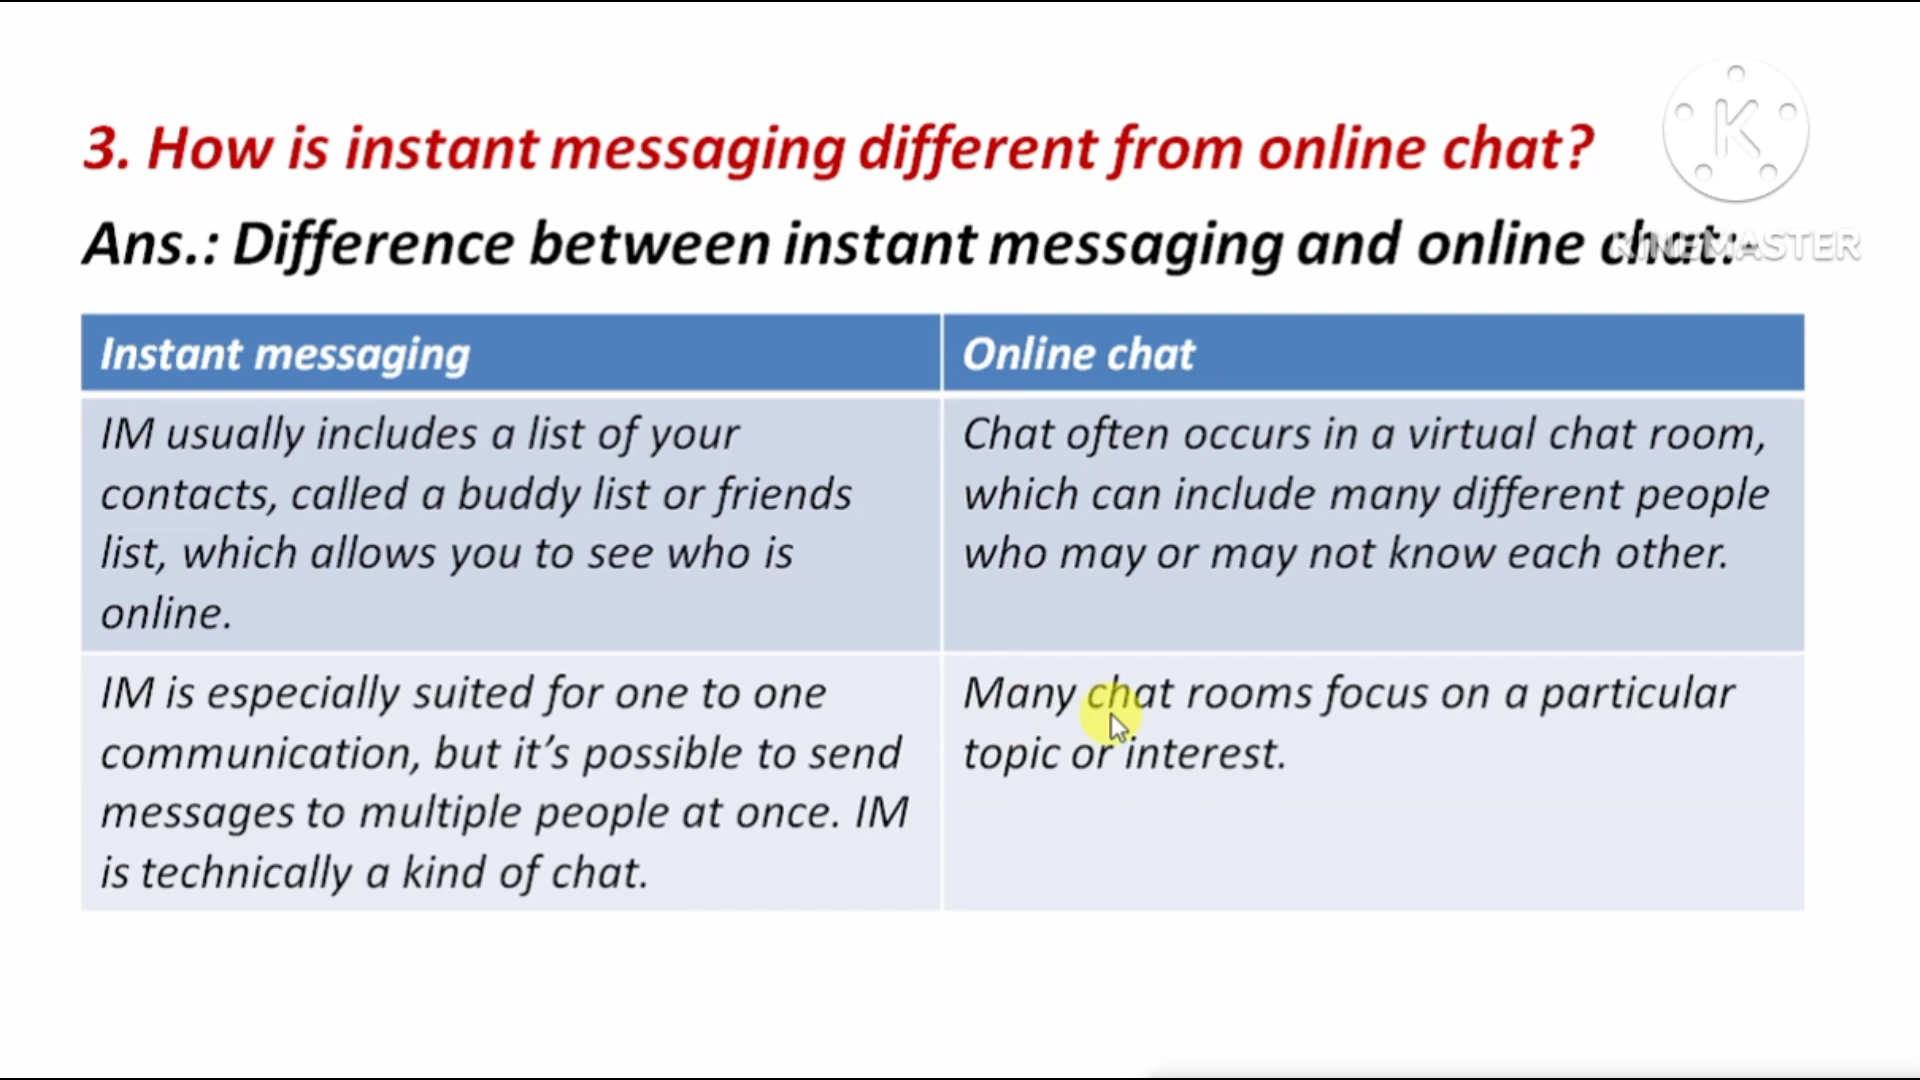 3. How is instant messaging different from online chat?
Ans.: Difference between instant messaging and online chat:-
KINEMASTER
Instant messaging
Online chat
IM usually includes a list of your
contacts, called a buddy list or friends
list, which allows you to see who is
online.
Chat often occurs in a virtual chat room,
which can include many different people
who may or may not know each other.
IM is especially suited for one to one
communication, but it's possible to send
messages to multiple people at once. IM
is technically a kind of chat.
Many chat rooms focus on a particular
topic or interest.